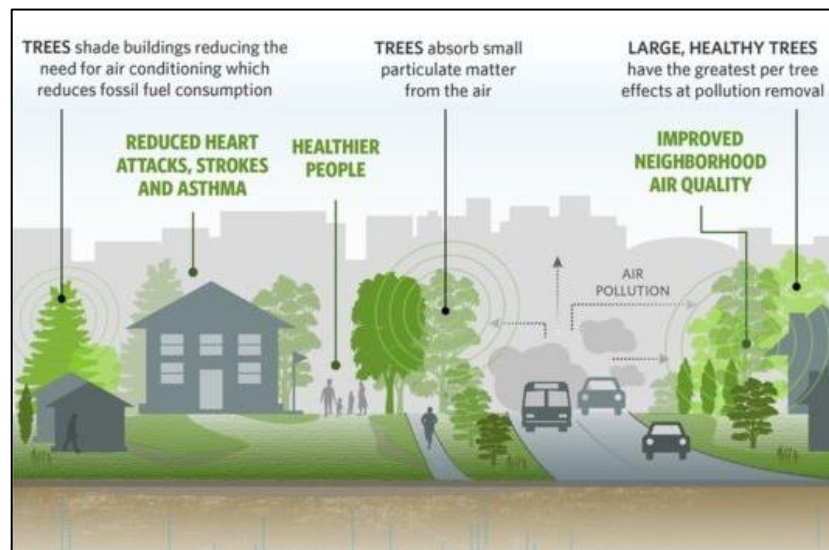 TREES shade buildings reducing the
need for air conditioning which
reduces fossil fuel consumption
TREES absorb small
particulate matter
from the air
LARGE, HEALTHY TREES
have the greatest per tree
effects at pollution removal
REDUCED HEART
ATTACKS, STROKES
AND ASTHMA
HEALTHIER
PEOPLE
IMPROVED
NEIGHBORHOOD
AIR QUALITY
AIR
POLLUTION